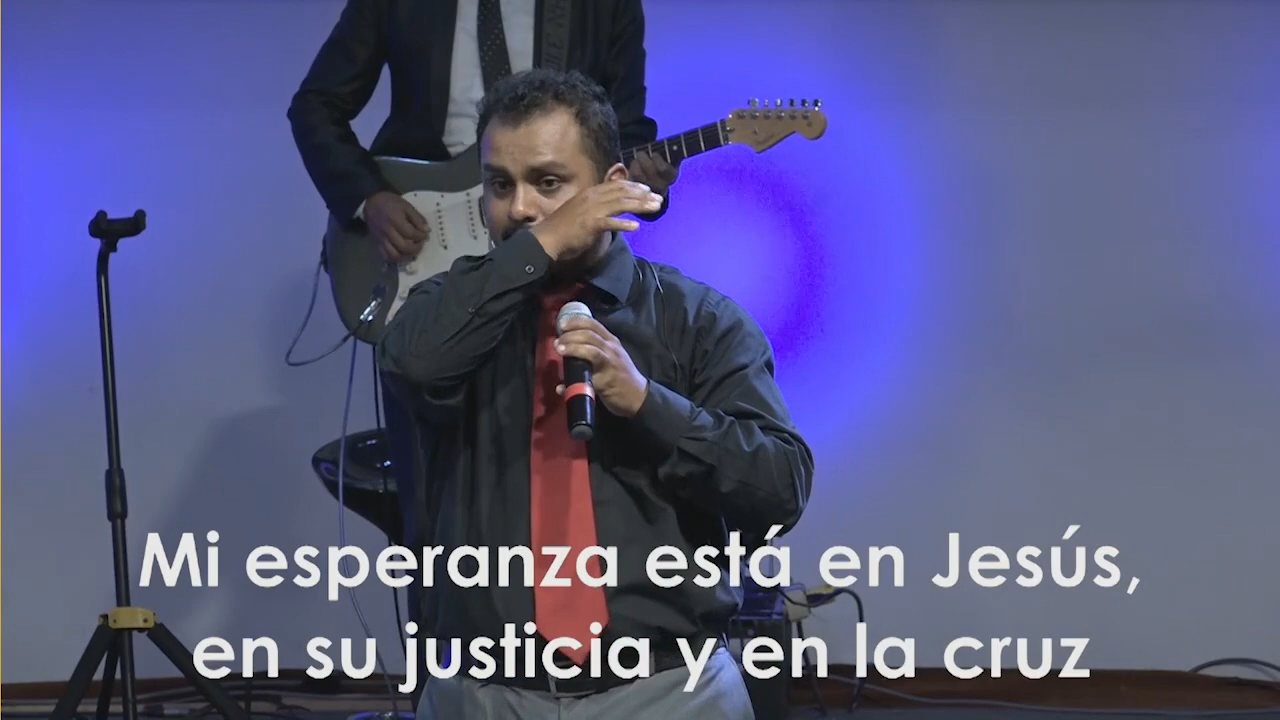 Mi esperanza está en Jesús,
en su justicia y en la cruz